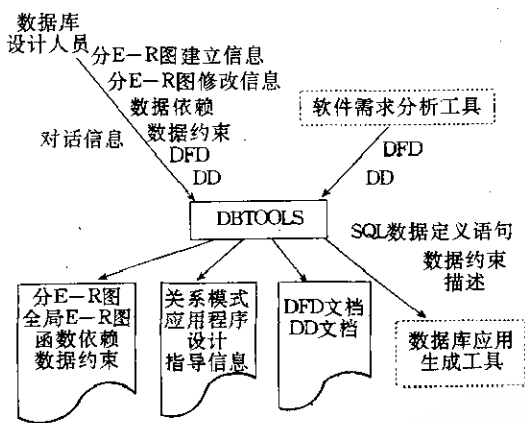 数据库
设计人员
分E-R图建立信息
分E-R图修改信息
数据依赖
数据约束
DFD
DD
对话信息
软件需求分析工具
DFD
DD
DBTOOLS
SQL数据定义语句
数据约束
描述
分E-R图
全局E-R图
函数依赖
数据约束
关系模式
应用程序
设计
指导信息
DFD文档
DD文档
数据库应用
生成工具